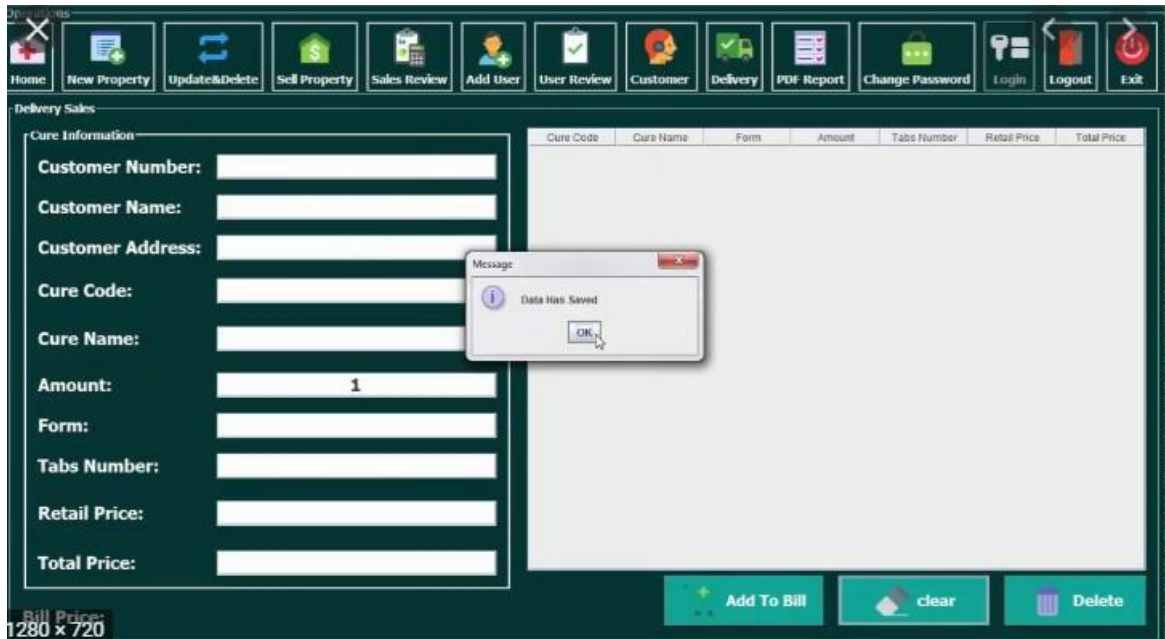 Operations
Home New Property Update&Delete Sell Property Sales Review Add User User Review Customer Delivery PDF Report Change Password Login Logout Exit
Delivery Sales
Cure Information
Cure Code Cure Name Form Amount Tabs Number Retail Price Total Price
Customer Number:
Customer Name:
Customer Address:
Message
Cure Code:
Data Has Saved
OK
Cure Name:
Amount: 1
Form:
Tabs Number:
Retail Price:
Total Price:
Add To Bill clear Delete
Bill Price:
1280 × 720